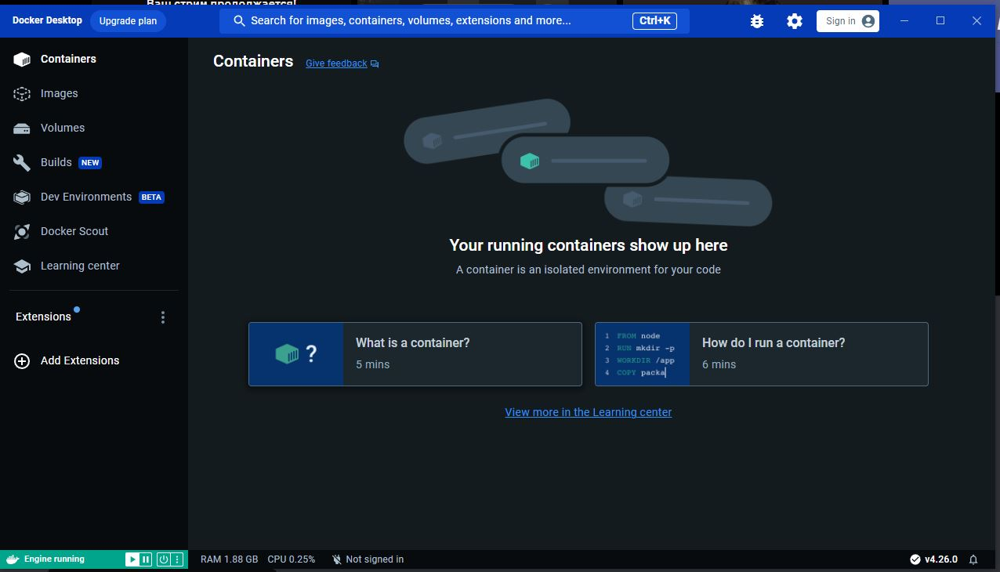 Ваш стрим продолжается!
Docker Desktop
Upgrade plan
Search for images, containers, volumes, extensions and more...
Ctrl+K
Sign in
Containers
Images
Volumes
Builds NEW
Dev Environments BETA
Docker Scout
Learning center
Extensions
Add Extensions
Containers
Give feedback
Your running containers show up here
A container is an isolated environment for your code
?
What is a container?
5 mins
1 FROM node
2 RUN mkdir -p
3 WORKDIR /app
4 COPY packa
How do I run a container?
6 mins
View more in the Learning center
Engine running
RAM 1.88 GB CPU 0.25%
Not signed in
v4.26.0